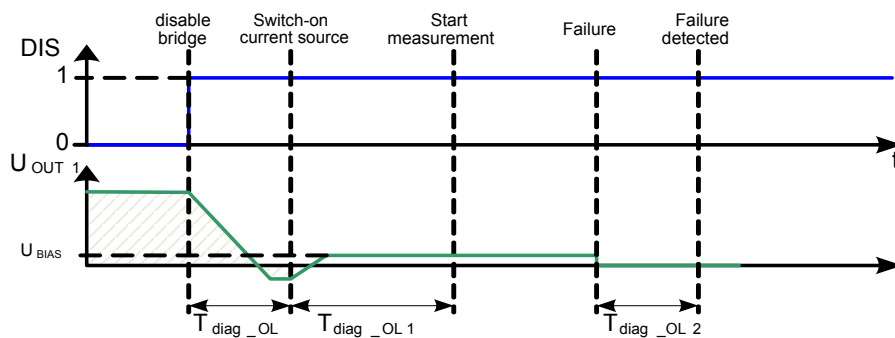 disable
bridge
Switch-on
current source
Start
measurement
Failure
Failure
detected
DIS
1
0
t
U OUT 1
U BIAS
T diag _OL
T diag _OL 1
T diag _OL 2